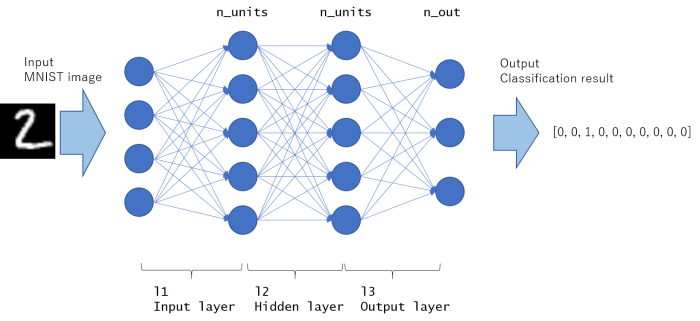 n_units
n_units
n_out
Input
MNIST image
Output
Classification result
2
[0, 0, 1, 0, 0, 0, 0, 0, 0, 0]
l1
Input layer
l2
Hidden layer
l3
Output layer